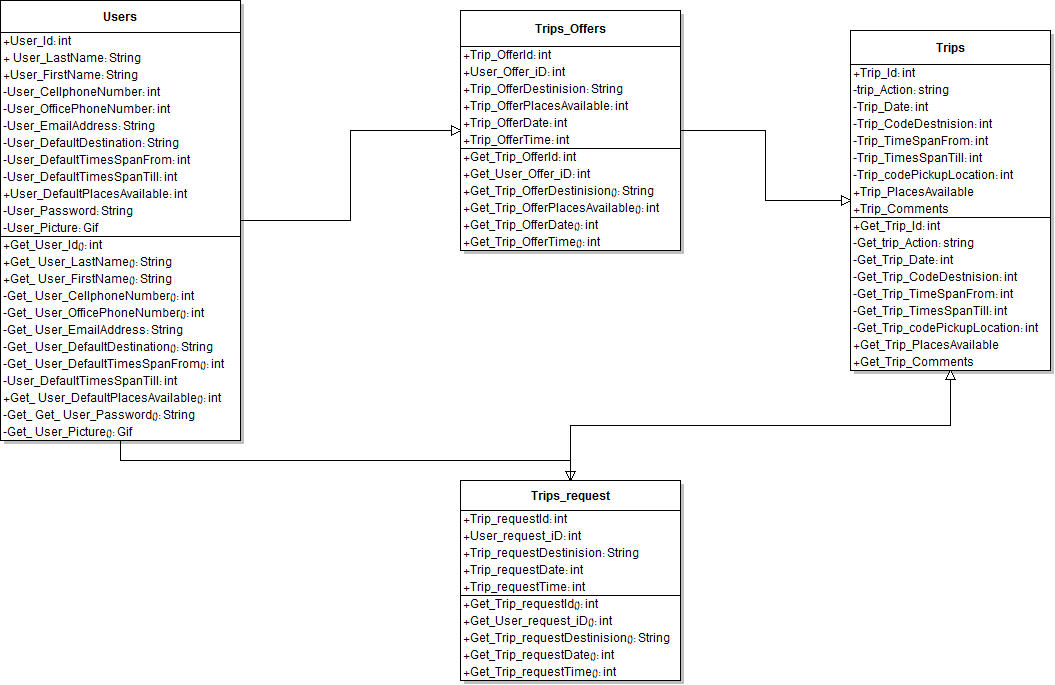 Users
+User_Id: int
+ User_LastName: String
+User_FirstName: String
-User_CellphoneNumber: int
-User_OfficePhoneNumber: int
-User_EmailAddress: String
-User_DefaultDestination: String
-User_DefaultTimesSpanFrom: int
-User_DefaultTimesSpanTill: int
+User_DefaultPlacesAvailable: int
-User_Password: String
-User_Picture: Gif
+Get_User_Id(): int
+Get_ User_LastName(): String
+Get_ User_FirstName(): String
-Get_ User_CellphoneNumber(): int
-Get_ User_OfficePhoneNumber(): int
-Get_ User_EmailAddress: String
-Get_ User_DefaultDestination(): String
-Get_ User_DefaultTimesSpanFrom(): int
-User_DefaultTimesSpanTill: int
+Get_ User_DefaultPlacesAvailable(): int
-Get_ Get_ User_Password(): String
-Get_ User_Picture(): Gif
Trips_Offers
+Trip_OfferId: int
+User_Offer_iD: int
+Trip_OfferDestinision: String
+Trip_OfferPlacesAvailable: int
+Trip_OfferDate: int
+Trip_OfferTime: int
+Get_Trip_OfferId: int
+Get_User_Offer_iD: int
+Get_Trip_OfferDestinision(): String
+Get_Trip_OfferPlacesAvailable(): int
+Get_Trip_OfferDate(): int
+Get_Trip_OfferTime(): int
Trips
+Trip_Id: int
-trip_Action: string
-Trip_Date: int
-Trip_CodeDestnision: int
-Trip_TimeSpanFrom: int
-Trip_TimesSpanTill: int
-Trip_codePickupLocation: int
+Trip_PlacesAvailable
+Trip_Comments
+Get_Trip_Id: int
-Get_trip_Action: string
-Get_Trip_Date: int
-Get_Trip_CodeDestnision: int
-Get_Trip_TimeSpanFrom: int
-Get_Trip_TimesSpanTill: int
-Get_Trip_codePickupLocation: int
+Get_Trip_PlacesAvailable
+Get_Trip_Comments
Trips_request
+Trip_requestId: int
+User_request_iD: int
+Trip_requestDestinision: String
+Trip_requestDate: int
+Trip_requestTime: int
+Get_Trip_requestId(): int
+Get_User_request_iD(): int
+Get_Trip_requestDestinision(): String
+Get_Trip_requestDate(): int
+Get_Trip_requestTime(): int